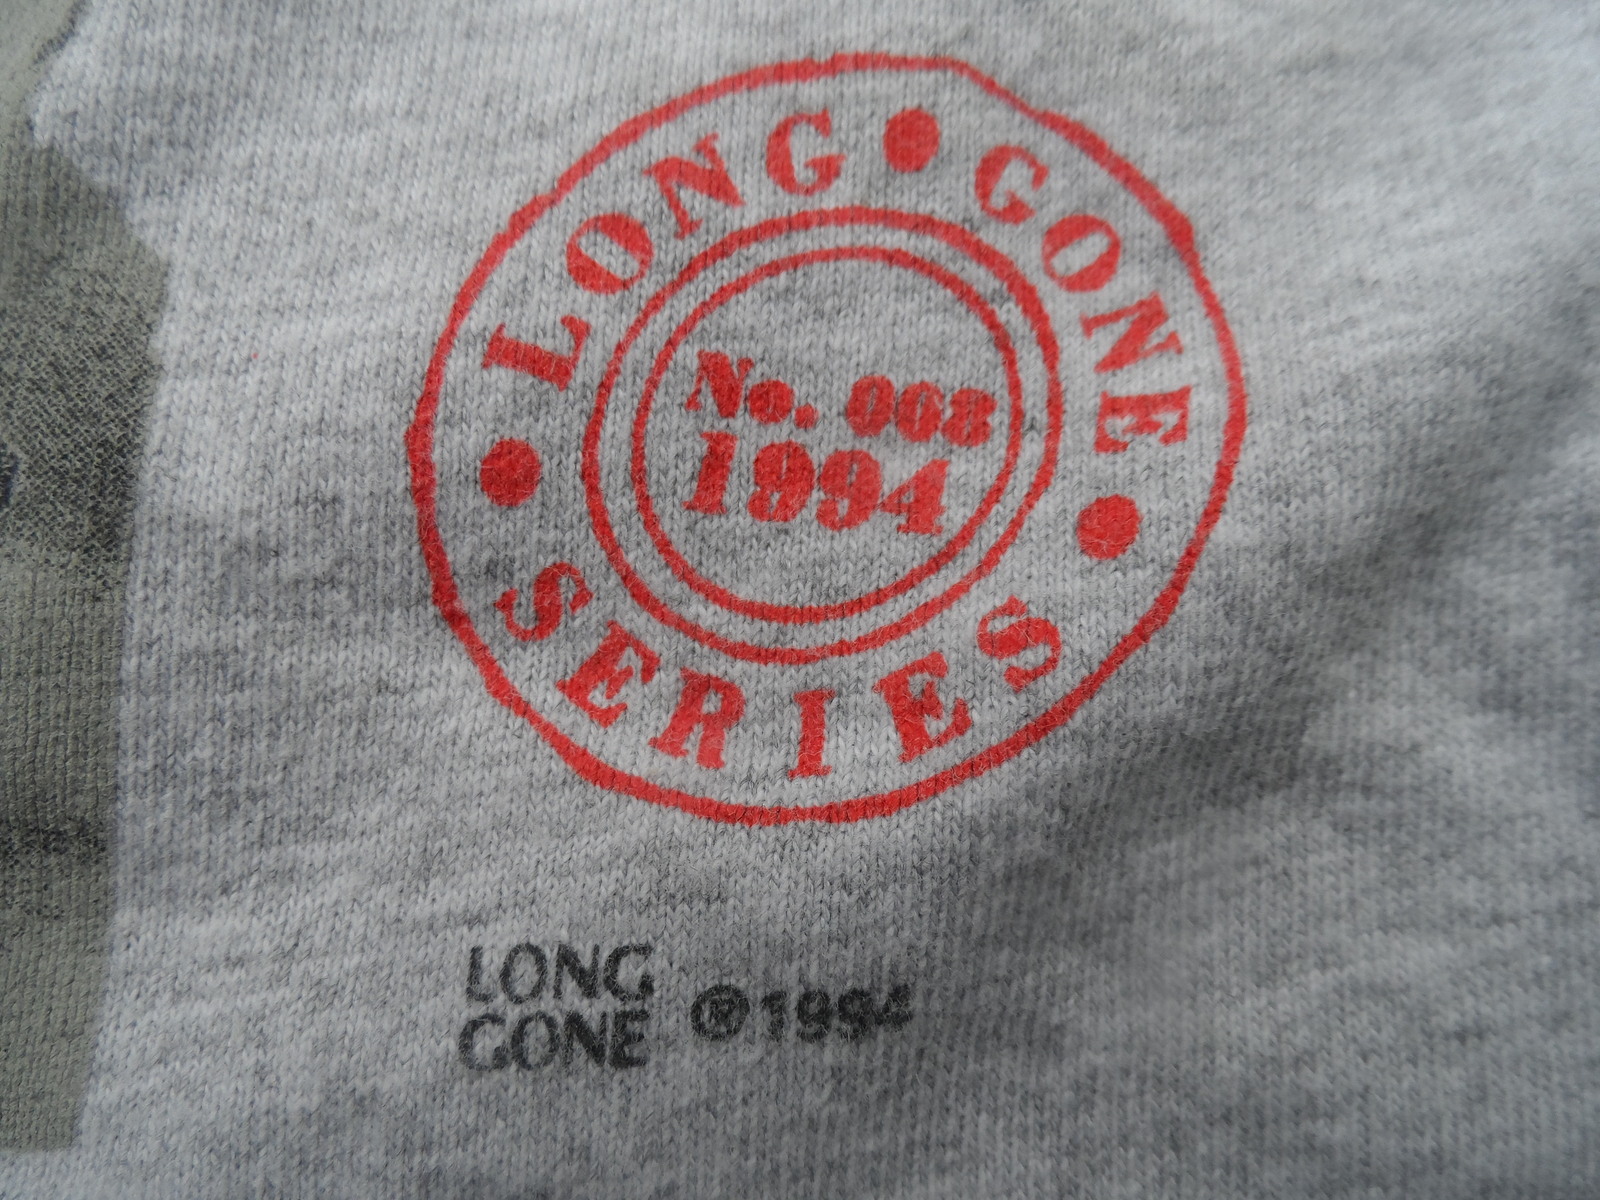 LONG • GONE
No. 008
1994
• SERIES •
LONG
GONE ®1994